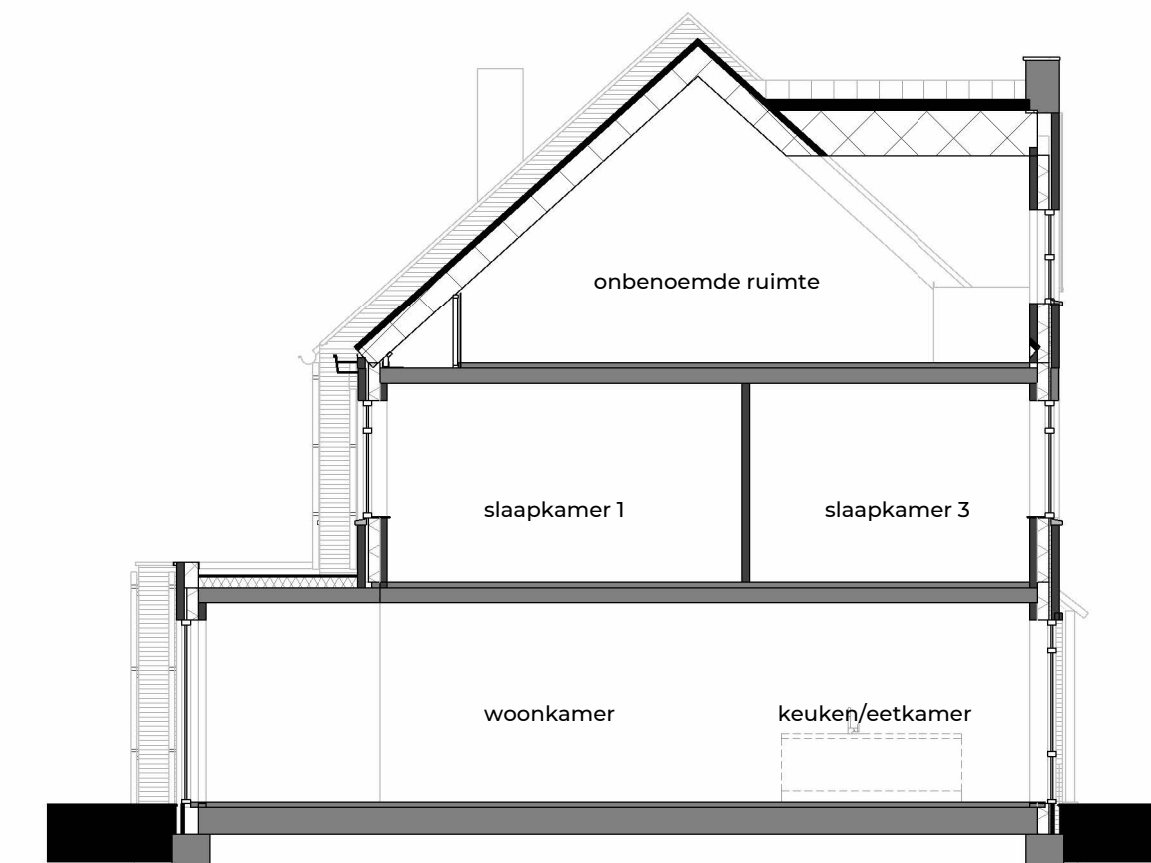 onbenoemde ruimte
slaapkamer 1
slaapkamer 3
woonkamer
keuken/eetkamer